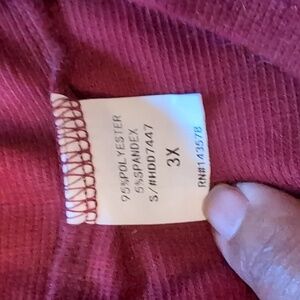 95%POLYESTER
5%SPANDEX
S/#HDD7447
3X
RN#143578